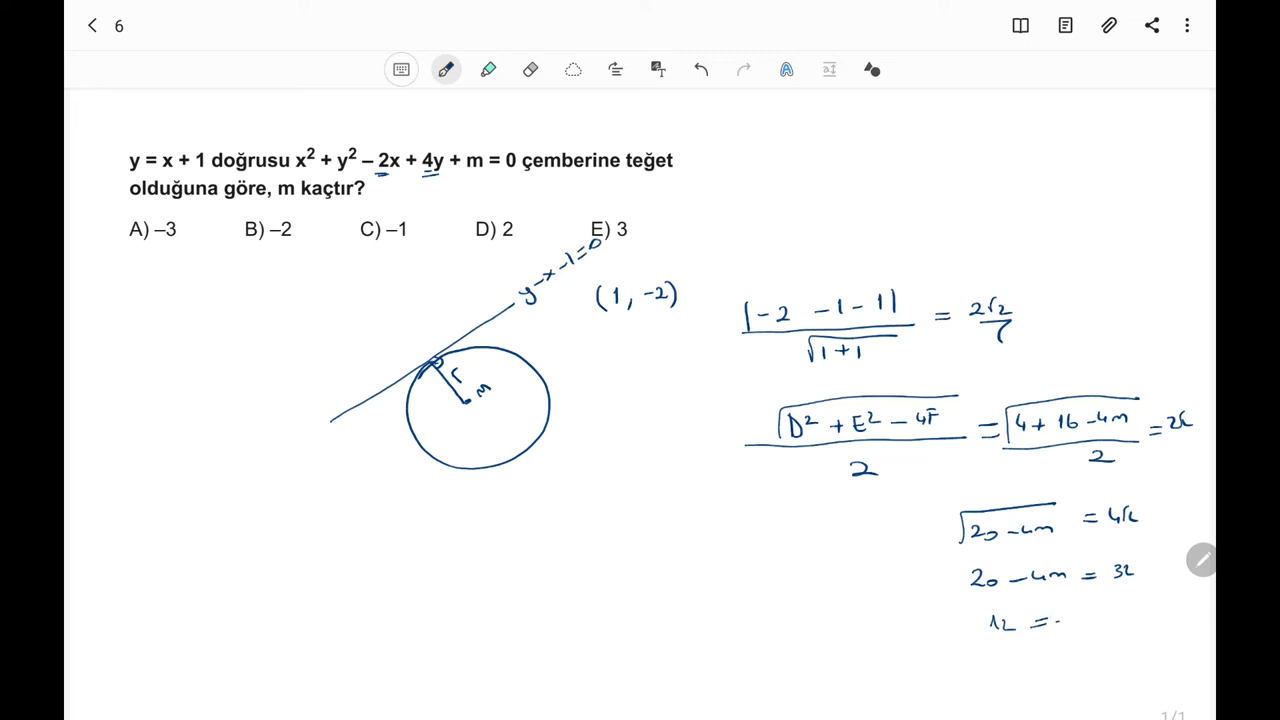 6
y = x + 1 doğrusu x² + y² – 2x + 4y + m = 0 çemberine teğet
olduğuna göre, m kaçtır?
A) –3 B) –2 C) –1 D) 2 E) 3
y - x - 1 = 0
(1, -2)
|-2 -1 -1| / √1+1 = 2√2 / r
r
M
√D² + E² - 4F / 2 = √4 + 16 - 4m / 2 = 2√2
√20 - 4m = 4√2
20 - 4m = 32
12 = -
1/1